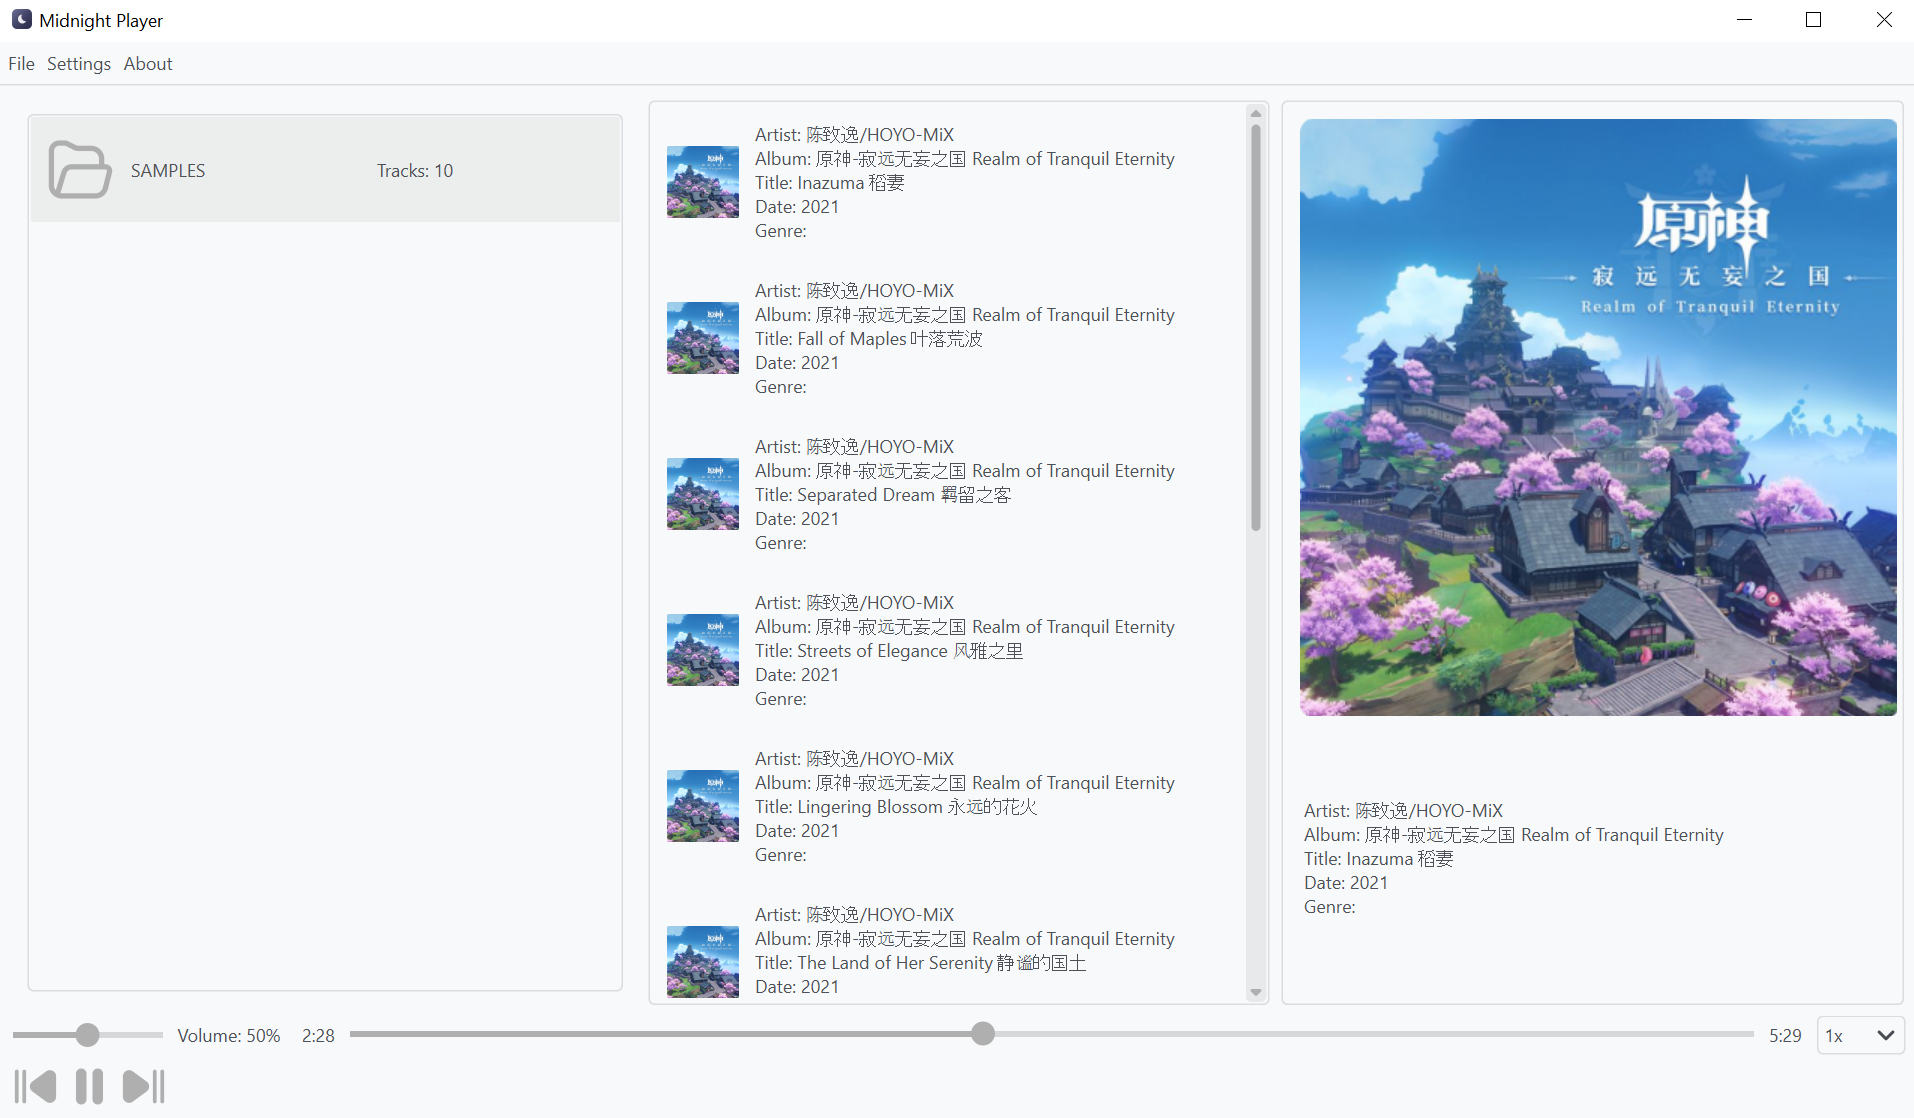 Midnight Player
File Settings About
SAMPLES Tracks: 10
Artist: 陈致逸/HOYO-MiX
Album: 原神-寂远无妄之国 Realm of Tranquil Eternity
Title: Inazuma 稻妻
Date: 2021
Genre:
Artist: 陈致逸/HOYO-MiX
Album: 原神-寂远无妄之国 Realm of Tranquil Eternity
Title: Fall of Maples 叶落荒波
Date: 2021
Genre:
Artist: 陈致逸/HOYO-MiX
Album: 原神-寂远无妄之国 Realm of Tranquil Eternity
Title: Separated Dream 羁留之客
Date: 2021
Genre:
Artist: 陈致逸/HOYO-MiX
Album: 原神-寂远无妄之国 Realm of Tranquil Eternity
Title: Streets of Elegance 风雅之里
Date: 2021
Genre:
Artist: 陈致逸/HOYO-MiX
Album: 原神-寂远无妄之国 Realm of Tranquil Eternity
Title: Lingering Blossom 永远的花火
Date: 2021
Genre:
Artist: 陈致逸/HOYO-MiX
Album: 原神-寂远无妄之国 Realm of Tranquil Eternity
Title: The Land of Her Serenity 静谧的国土
Date: 2021
原神
寂远无妄之国
Realm of Tranquil Eternity
Artist: 陈致逸/HOYO-MiX
Album: 原神-寂远无妄之国 Realm of Tranquil Eternity
Title: Inazuma 稻妻
Date: 2021
Genre:
Volume: 50% 2:28 5:29 1x